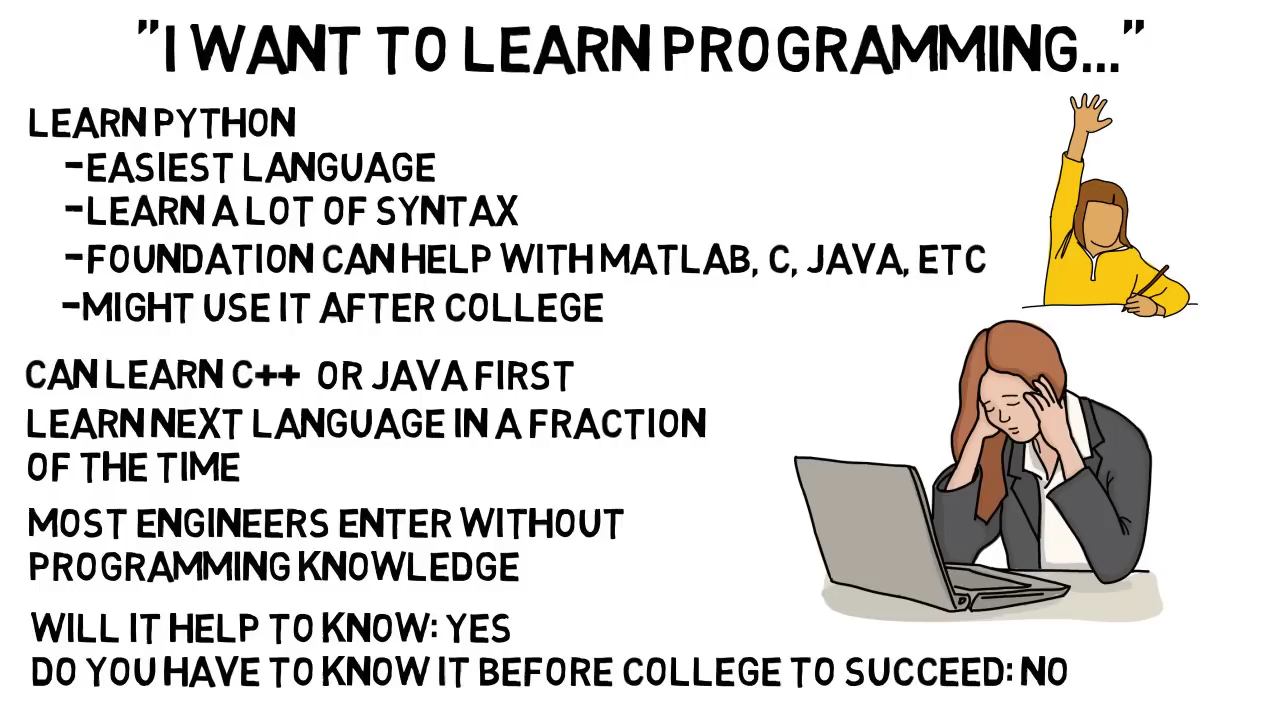 "I WANT TO LEARN PROGRAMMING..."
LEARN PYTHON
-EASIEST LANGUAGE
-LEARN A LOT OF SYNTAX
-FOUNDATION CAN HELP WITH MATLAB, C, JAVA, ETC
-MIGHT USE IT AFTER COLLEGE
CAN LEARN C++ OR JAVA FIRST
LEARN NEXT LANGUAGE IN A FRACTION
OF THE TIME
MOST ENGINEERS ENTER WITHOUT
PROGRAMMING KNOWLEDGE
WILL IT HELP TO KNOW: YES
DO YOU HAVE TO KNOW IT BEFORE COLLEGE TO SUCCEED: NO